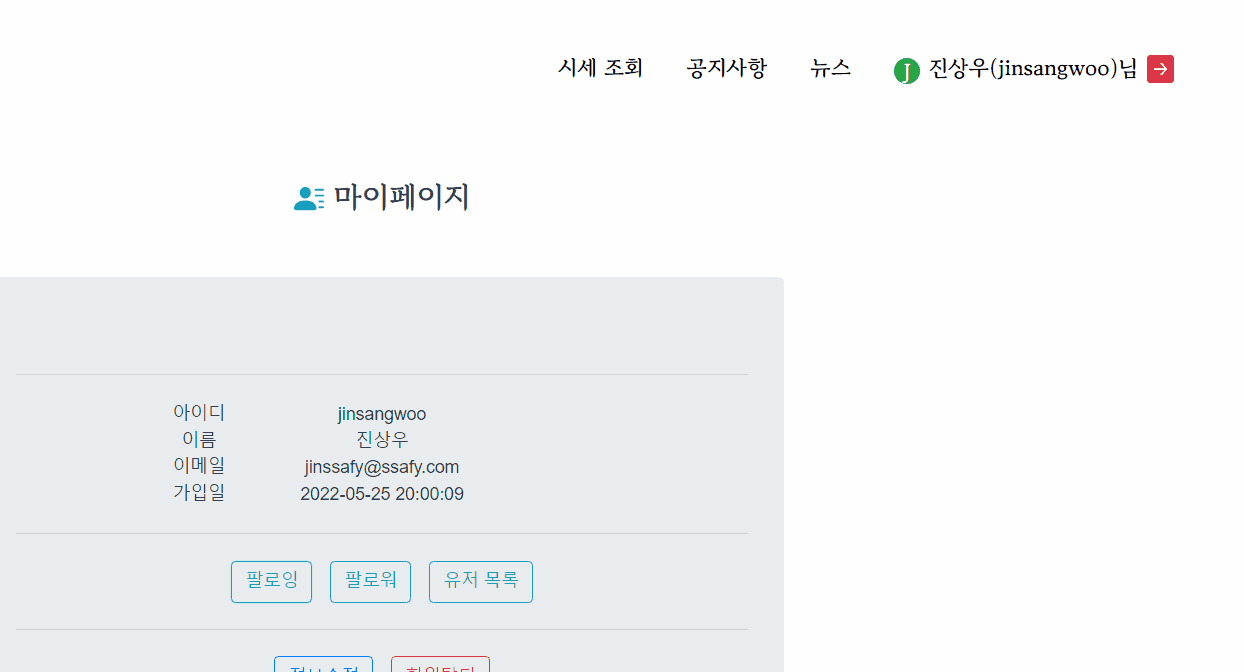 시세 조회 공지사항 뉴스 J 진상우(jinsangwoo)님
마이페이지
아이디 jinsangwoo
이름 진상우
이메일 jinssafy@ssafy.com
가입일 2022-05-25 20:00:09
팔로잉 팔로워 유저 목록